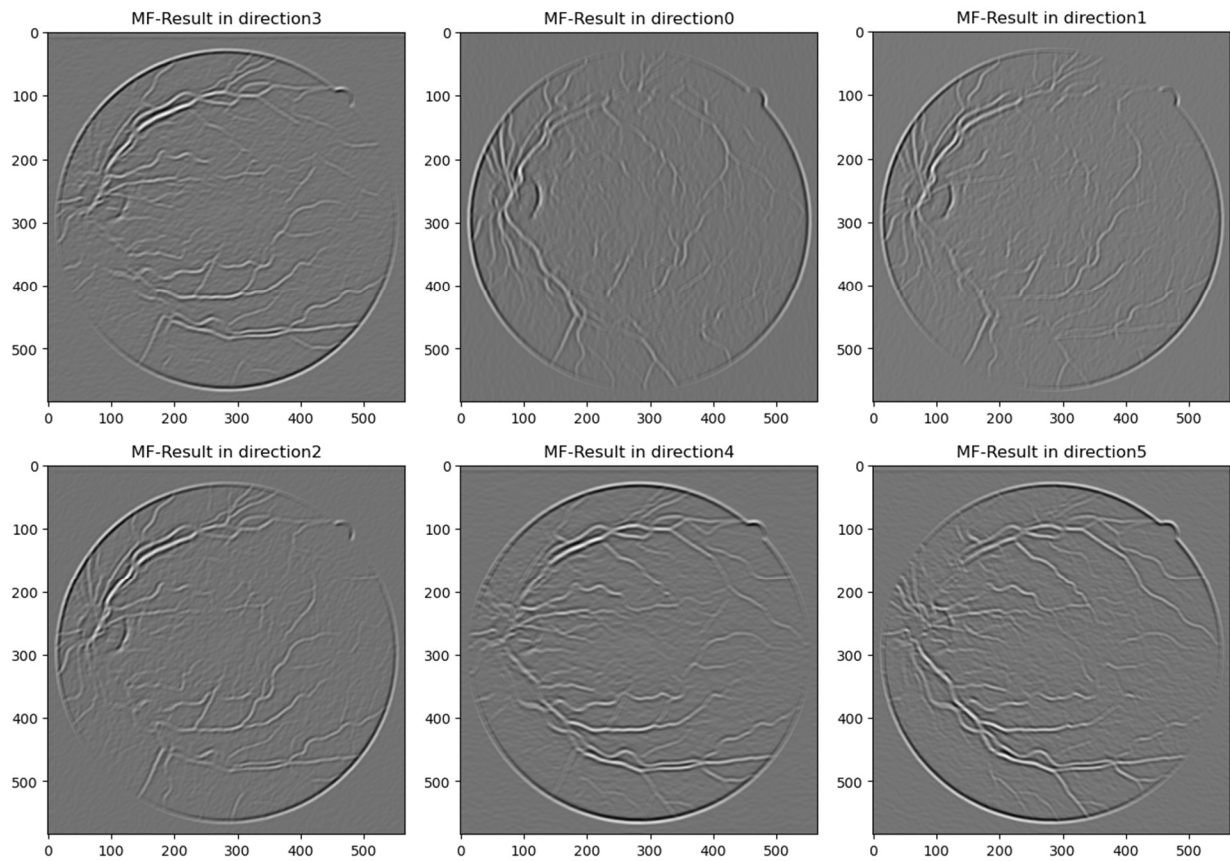 MF-Result in direction3 MF-Result in direction0 MF-Result in direction1
0 0 0
100 100 100
200 200 200
300 300 300
400 400 400
500 500 500
0 100 200 300 400 500 0 100 200 300 400 500 0 100 200 300 400 500
MF-Result in direction2 MF-Result in direction4 MF-Result in direction5
0 0 0
100 100 100
200 200 200
300 300 300
400 400 400
500 500 500
0 100 200 300 400 500 0 100 200 300 400 500 0 100 200 300 400 500